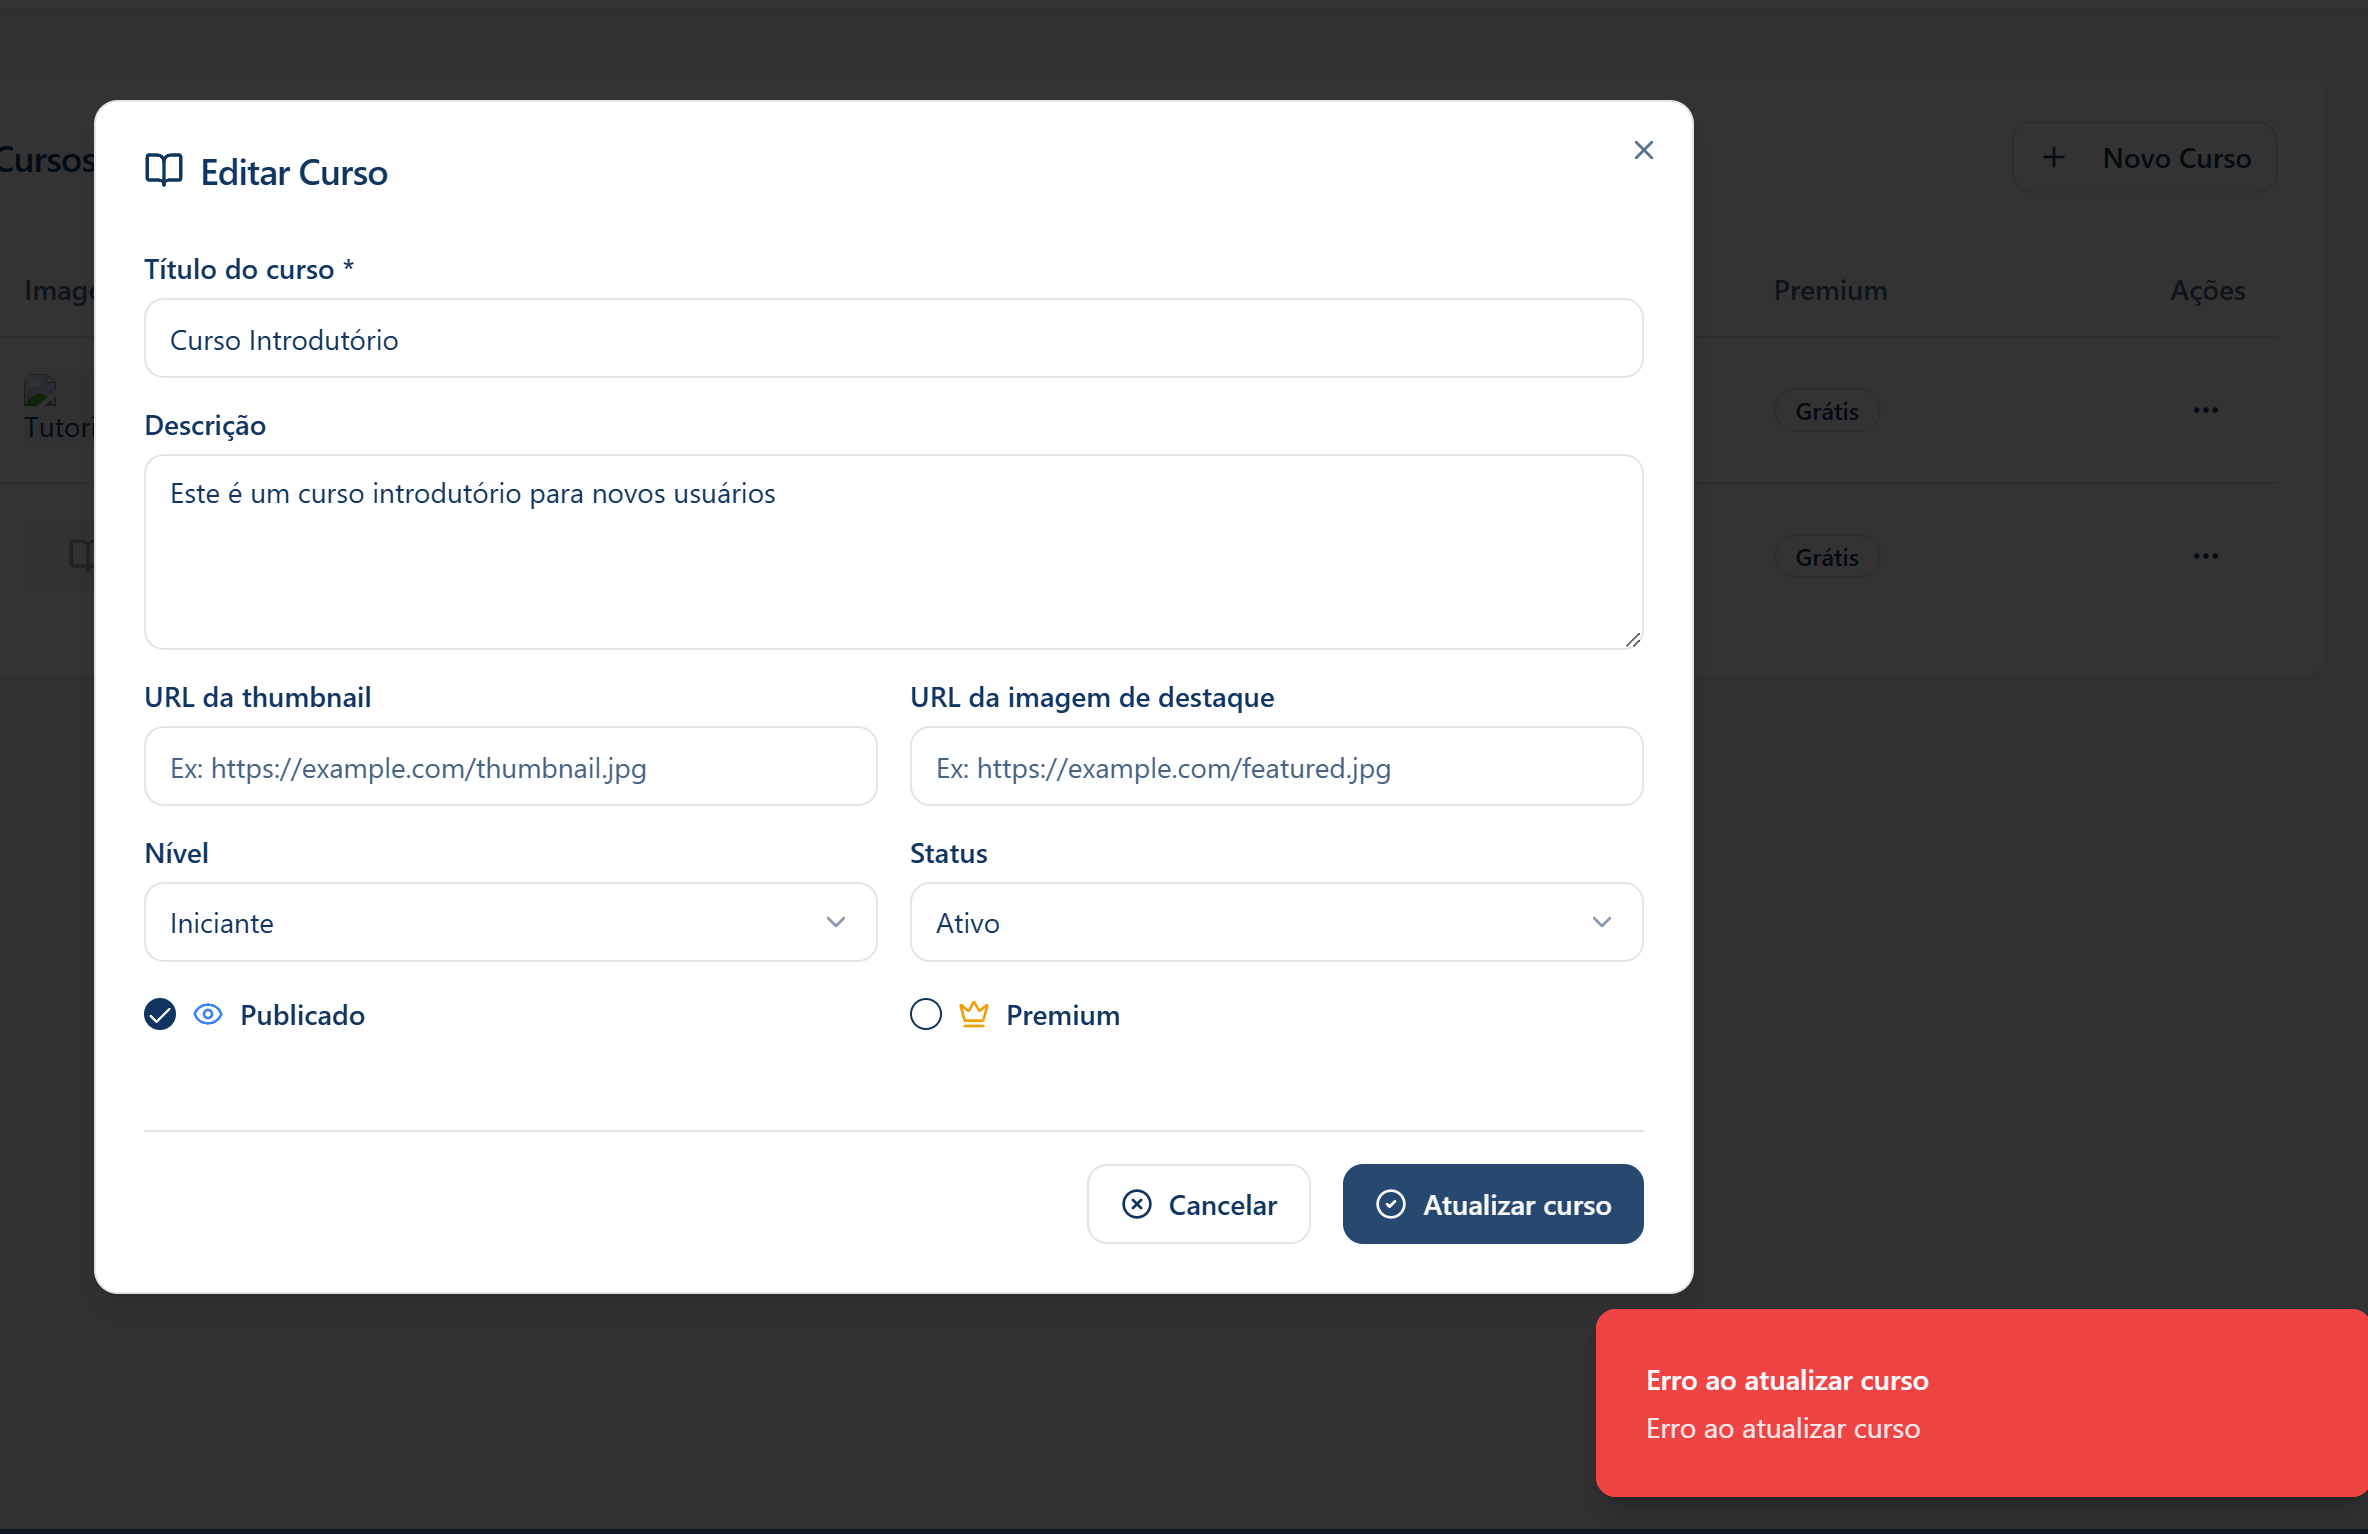 Cursos
Novo Curso
Editar Curso
Título do curso *
Premium
Ações
Curso Introdutório
Grátis
Descrição
Este é um curso introdutório para novos usuários
Grátis
URL da thumbnail
URL da imagem de destaque
Ex: https://example.com/thumbnail.jpg
Ex: https://example.com/featured.jpg
Nível
Status
Iniciante
Ativo
Publicado
Premium
Cancelar
Atualizar curso
Erro ao atualizar curso
Erro ao atualizar curso